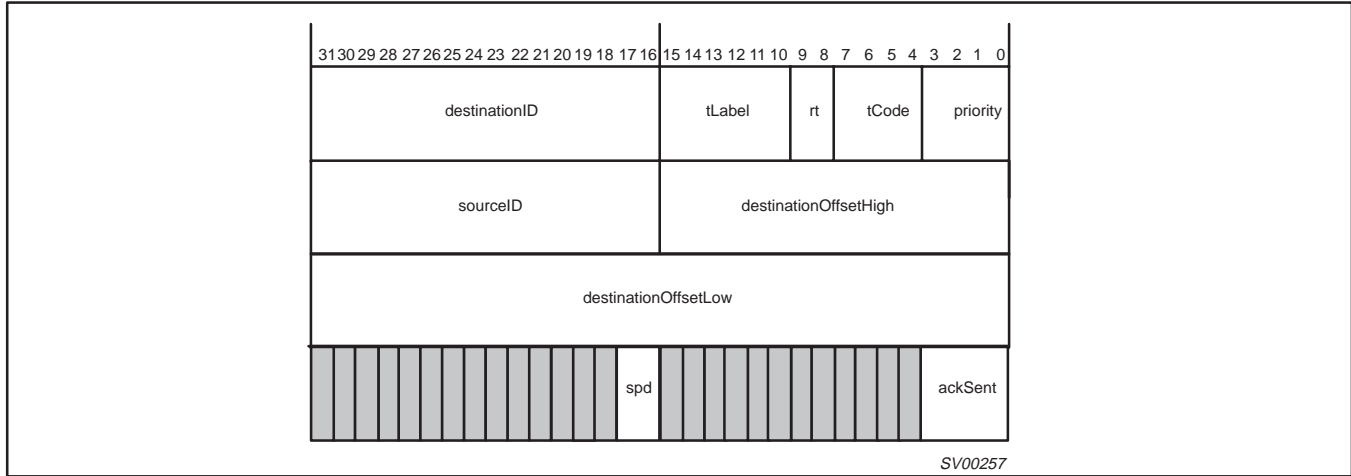 31 30 29 28 27 26 25 24 23 22 21 20 19 18 17 16 15 14 13 12 11 10 9 8 7 6 5 4 3 2 1 0
destinationID tLabel rt tCode priority
sourceID destinationOffsetHigh
destinationOffsetLow
spd ackSent
SV00257